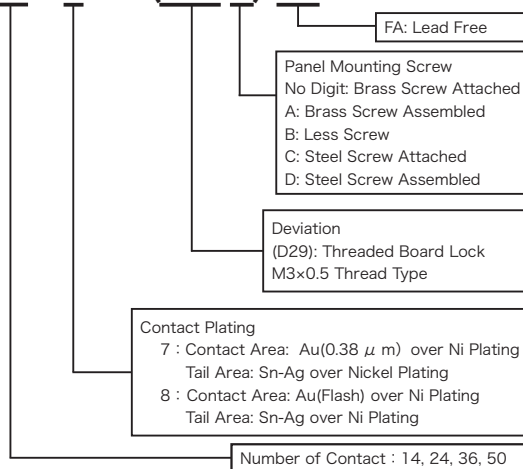 FA: Lead Free
Panel Mounting Screw
No Digit: Brass Screw Attached
A: Brass Screw Assembled
B: Less Screw
C: Steel Screw Attached
D: Steel Screw Assembled
Deviation
(D29): Threaded Board Lock
M3×0.5 Thread Type
Contact Plating
7：Contact Area: Au(0.38 μ m) over Ni Plating
Tail Area: Sn-Ag over Nickel Plating
8：Contact Area: Au(Flash) over Ni Plating
Tail Area: Sn-Ag over Ni Plating
Number of Contact：14, 24, 36, 50